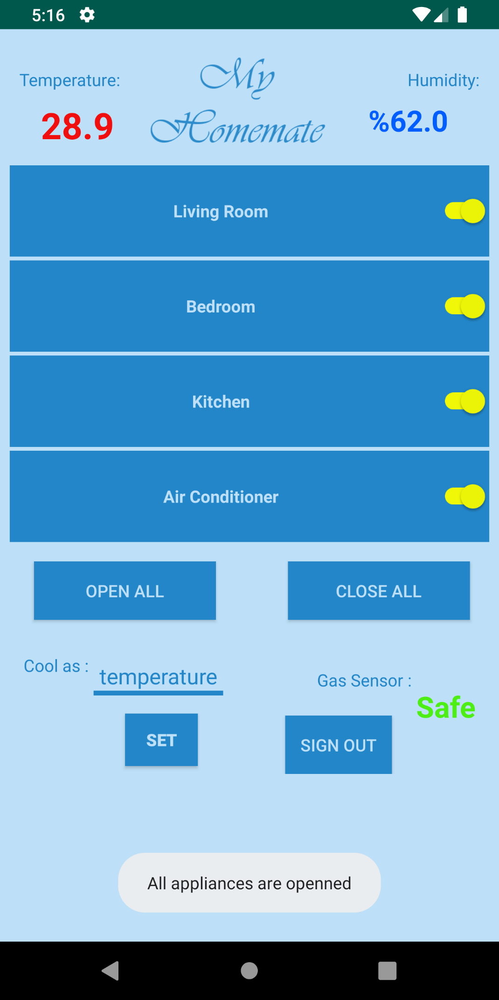 5:16
Temperature:
My
Homemate
Humidity:
28.9
%62.0
Living Room
Bedroom
Kitchen
Air Conditioner
OPEN ALL
CLOSE ALL
Cool as :
temperature
Gas Sensor :
Safe
SET
SIGN OUT
All appliances are openned